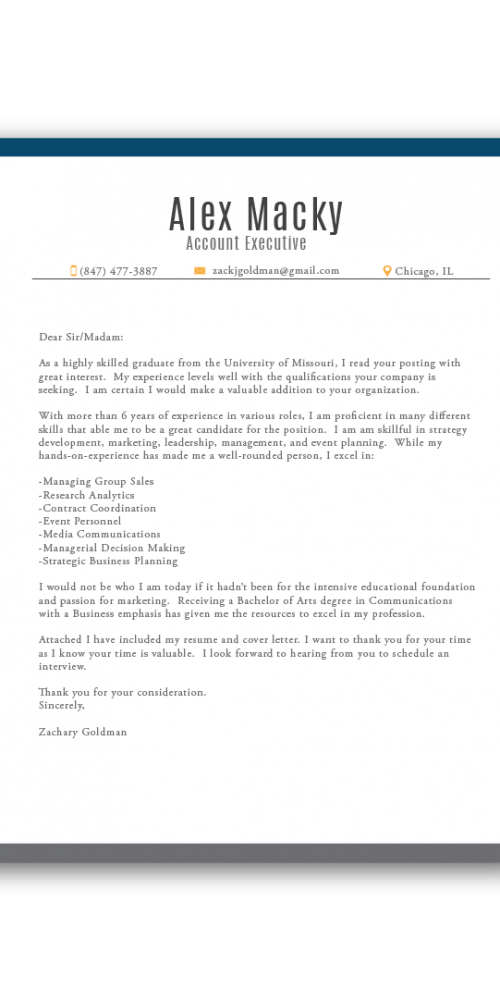 Alex Macky
Account Executive
(847) 477-3887 zackjgoldman@gmail.com Chicago, IL
Dear Sir/Madam:
As a highly skilled graduate from the University of Missouri, I read your posting with
great interest.  My experience levels well with the qualifications your company is
seeking.  I am certain I would make a valuable addition to your organization.
With more than 6 years of experience in various roles, I am proficient in many different
skills that able me to be a great candidate for the position.  I am am skillful in strategy
development, marketing, leadership, management, and event planning.  While my
hands-on-experience has made me a well-rounded person, I excel in:
-Managing Group Sales
-Research Analytics
-Contract Coordination
-Event Personnel
-Media Communications
-Managerial Decision Making
-Strategic Business Planning
I would not be who I am today if it hadn't been for the intensive educational foundation
and passion for marketing.  Receiving a Bachelor of Arts degree in Communications
with a Business emphasis has given me the resources to excel in my profession.
Attached I have included my resume and cover letter. I want to thank you for your time
as I know your time is valuable.  I look forward to hearing from you to schedule an
interview.
Thank you for your consideration.
Sincerely,
Zachary Goldman